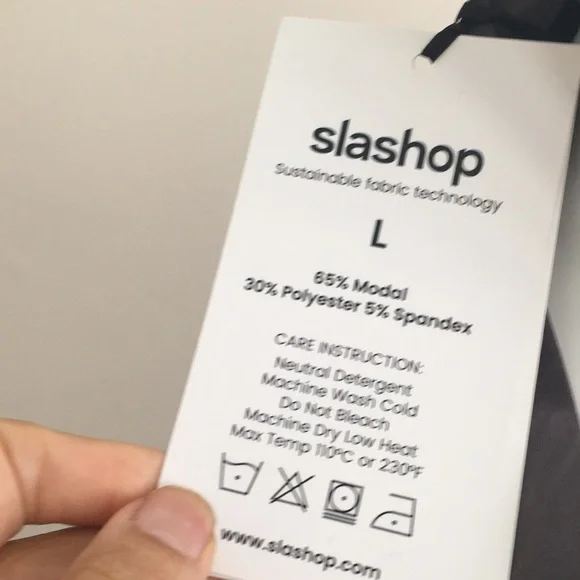 slashop
Sustainable fabric technology
L
65% Modal
30% Polyester 5% Spandex
CARE INSTRUCTION:
Neutral Detergent
Machine Wash Cold
Do Not Bleach
Machine Dry Low Heat
Max Temp 110°C or 230°F
www.slashop.com